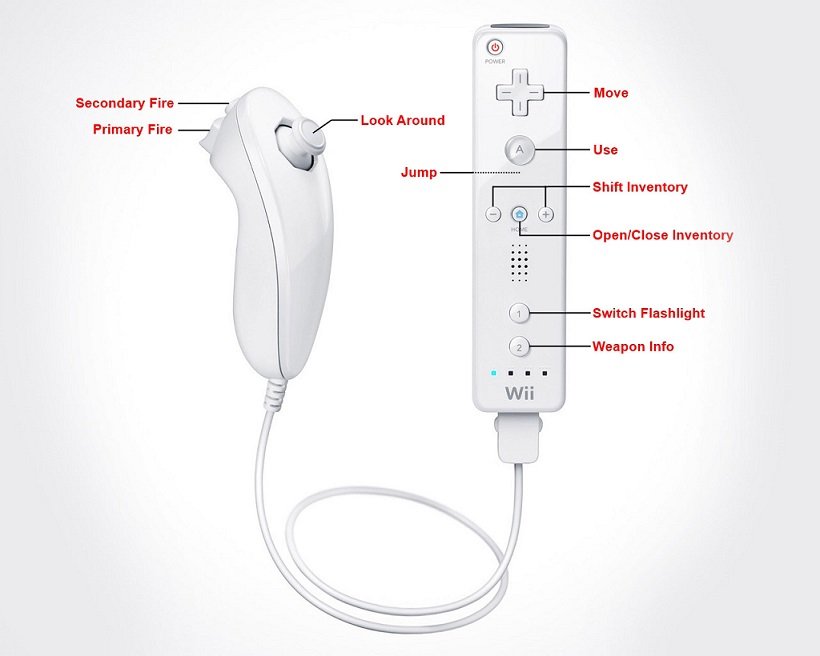 POWER
Secondary Fire
Move
Look Around
Primary Fire
A
Use
Jump
Shift Inventory
−
+
HOME
Open/Close Inventory
1
Switch Flashlight
2
Weapon Info
Wii